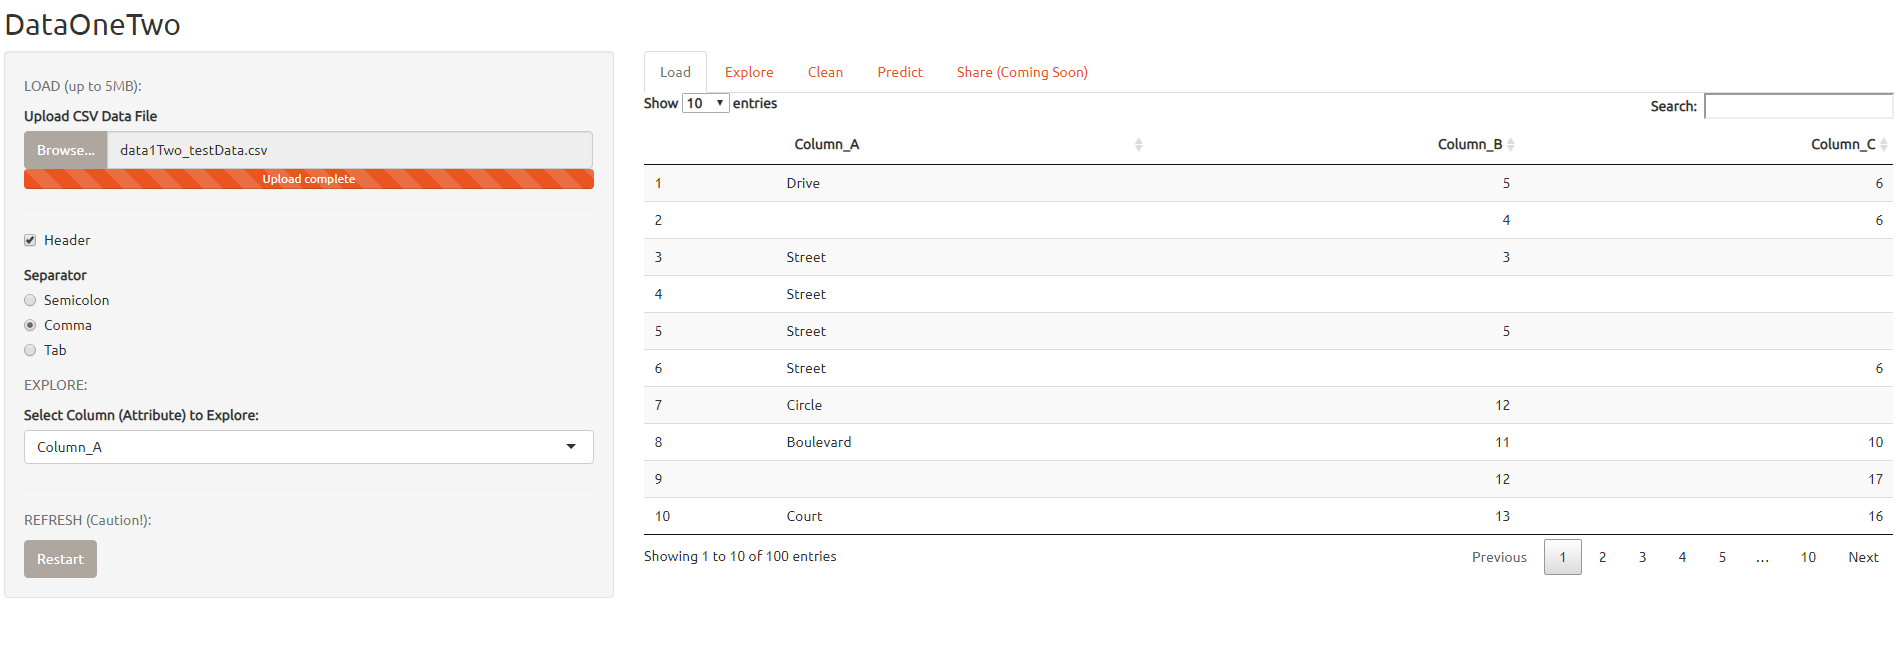 DataOneTwo
LOAD (up to 5MB):
Upload CSV Data File
Browse... data1Two_testData.csv
Upload complete
Header
Separator
Semicolon
Comma
Tab
EXPLORE:
Select Column (Attribute) to Explore:
Column_A
REFRESH (Caution!):
Restart
Load Explore Clean Predict Share (Coming Soon)
Show 10 entries Search:
Column_A Column_B Column_C
1 Drive 5 6
2 4 6
3 Street 3
4 Street
5 Street 5
6 Street 6
7 Circle 12
8 Boulevard 11 10
9 12 17
10 Court 13 16
Showing 1 to 10 of 100 entries Previous 1 2 3 4 5 … 10 Next